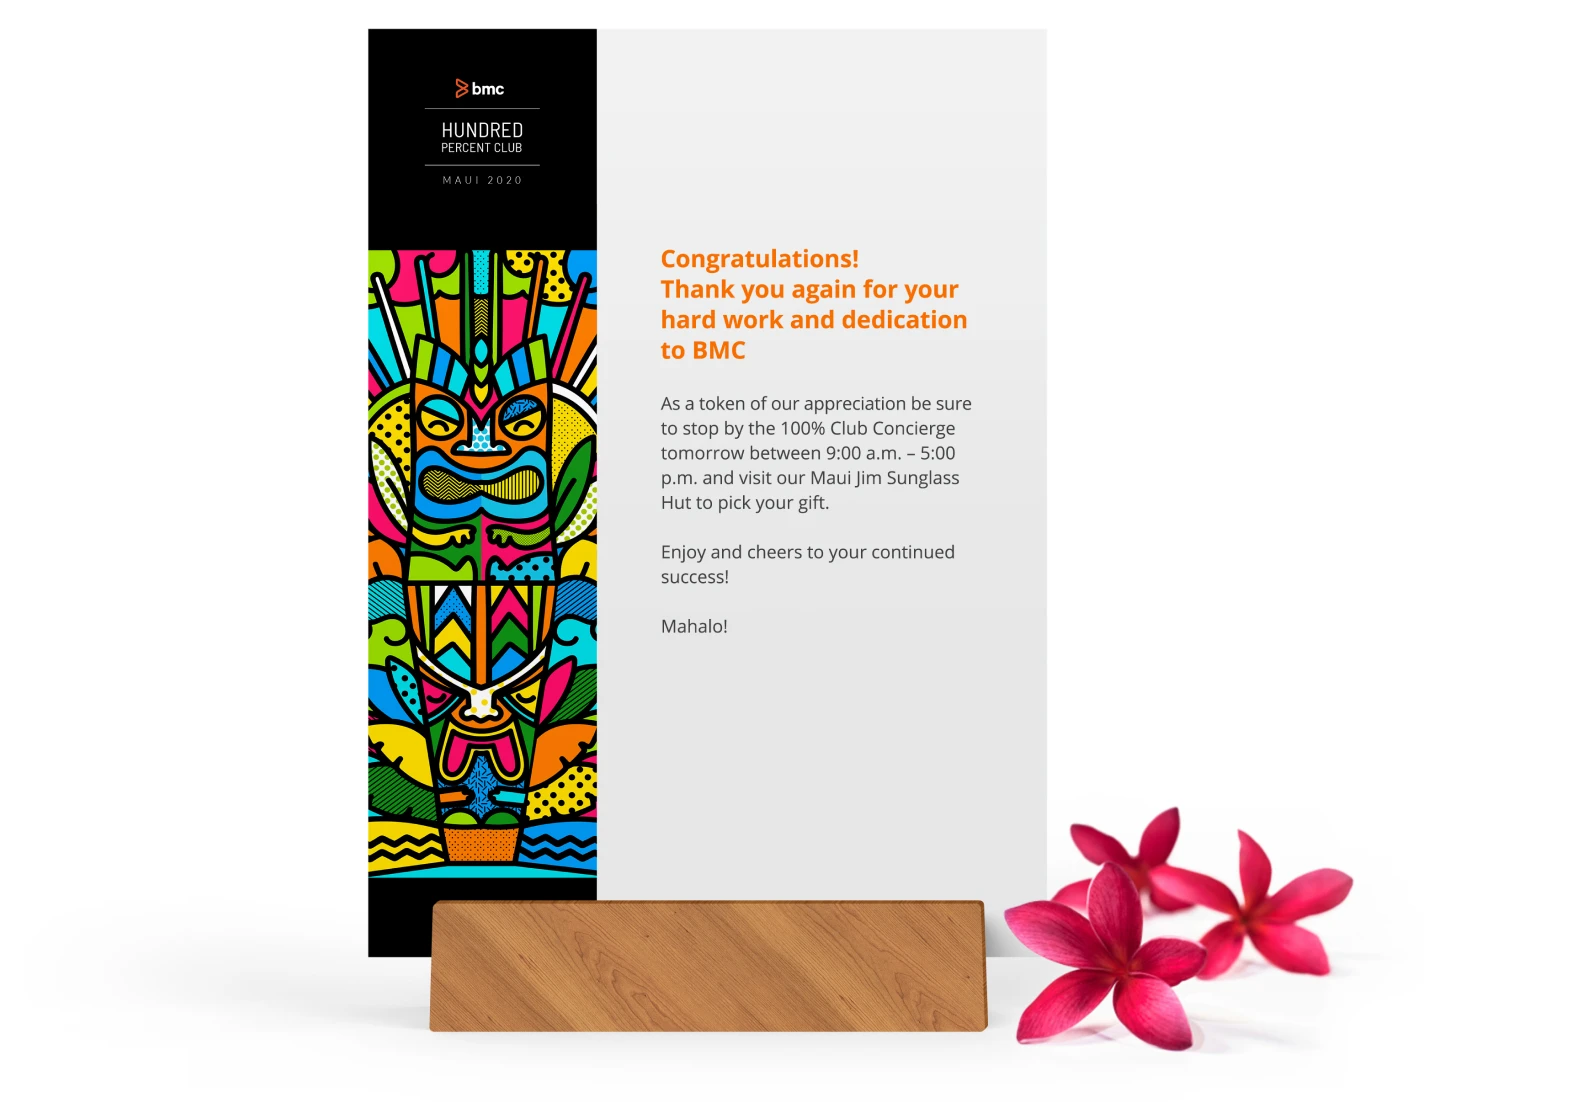 bmc
HUNDRED
PERCENT CLUB
MAUI 2020
Congratulations!
Thank you again for your
hard work and dedication
to BMC
As a token of our appreciation be sure
to stop by the 100% Club Concierge
tomorrow between 9:00 a.m. – 5:00
p.m. and visit our Maui Jim Sunglass
Hut to pick your gift.
Enjoy and cheers to your continued
success!
Mahalo!